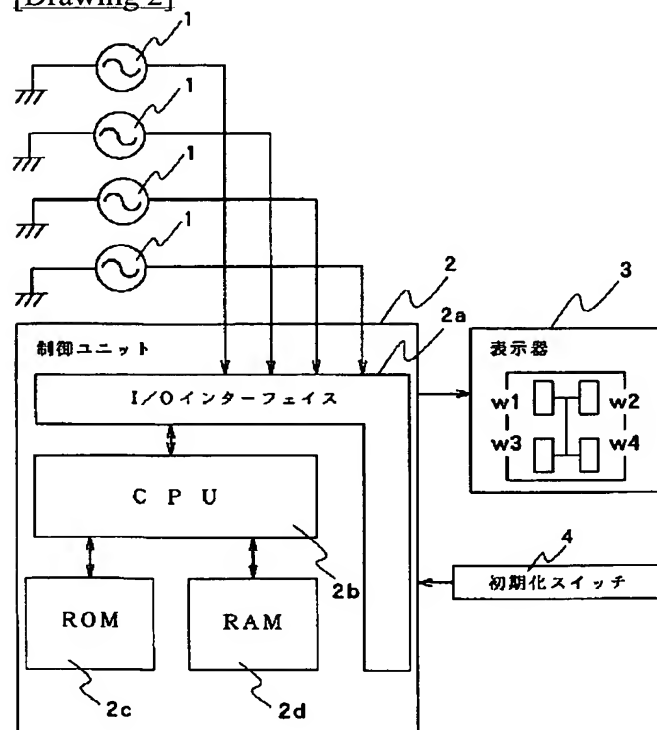 [Drawing 2]
1
1
1
1
2
2a
3
制御ユニット
表示器
I/Oインターフェイス
w1
w2
w3
w4
C P U
2b
4
初期化スイッチ
ROM
RAM
2c
2d